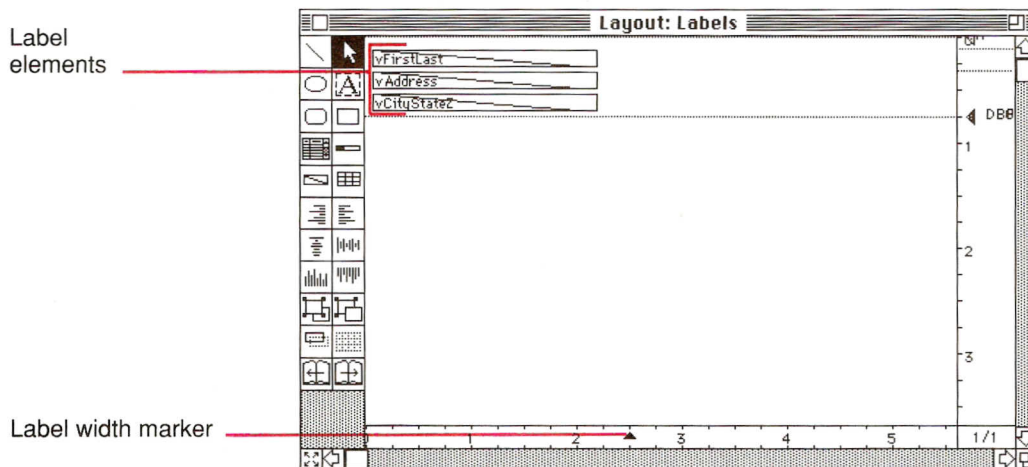 Layout: Labels
Label
elements
A
vFirstLast
vAddress
vCityStateZ
1
2
3
Label width marker
1 2 3 4 5
1/1